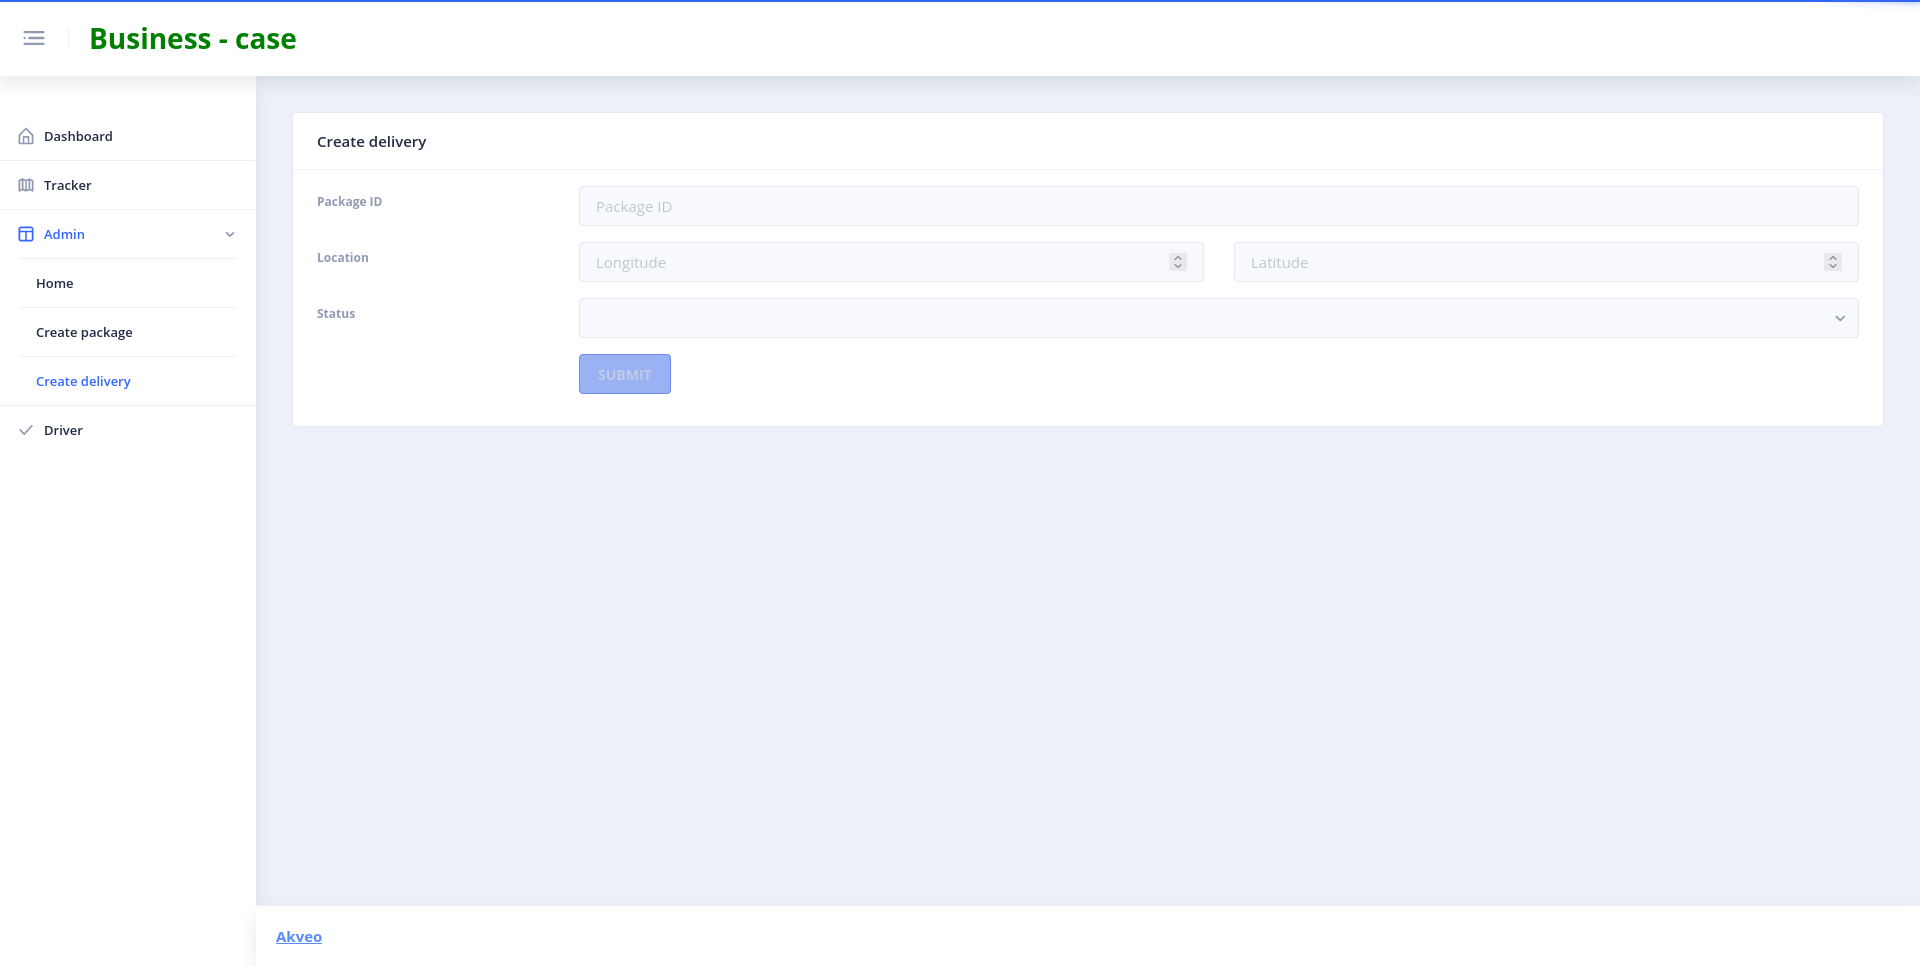 Business - case
Dashboard
Tracker
Admin
Home
Create package
Create delivery
Driver
Create delivery
Package ID
Package ID
Location
Longitude
Latitude
Status
SUBMIT
Akveo